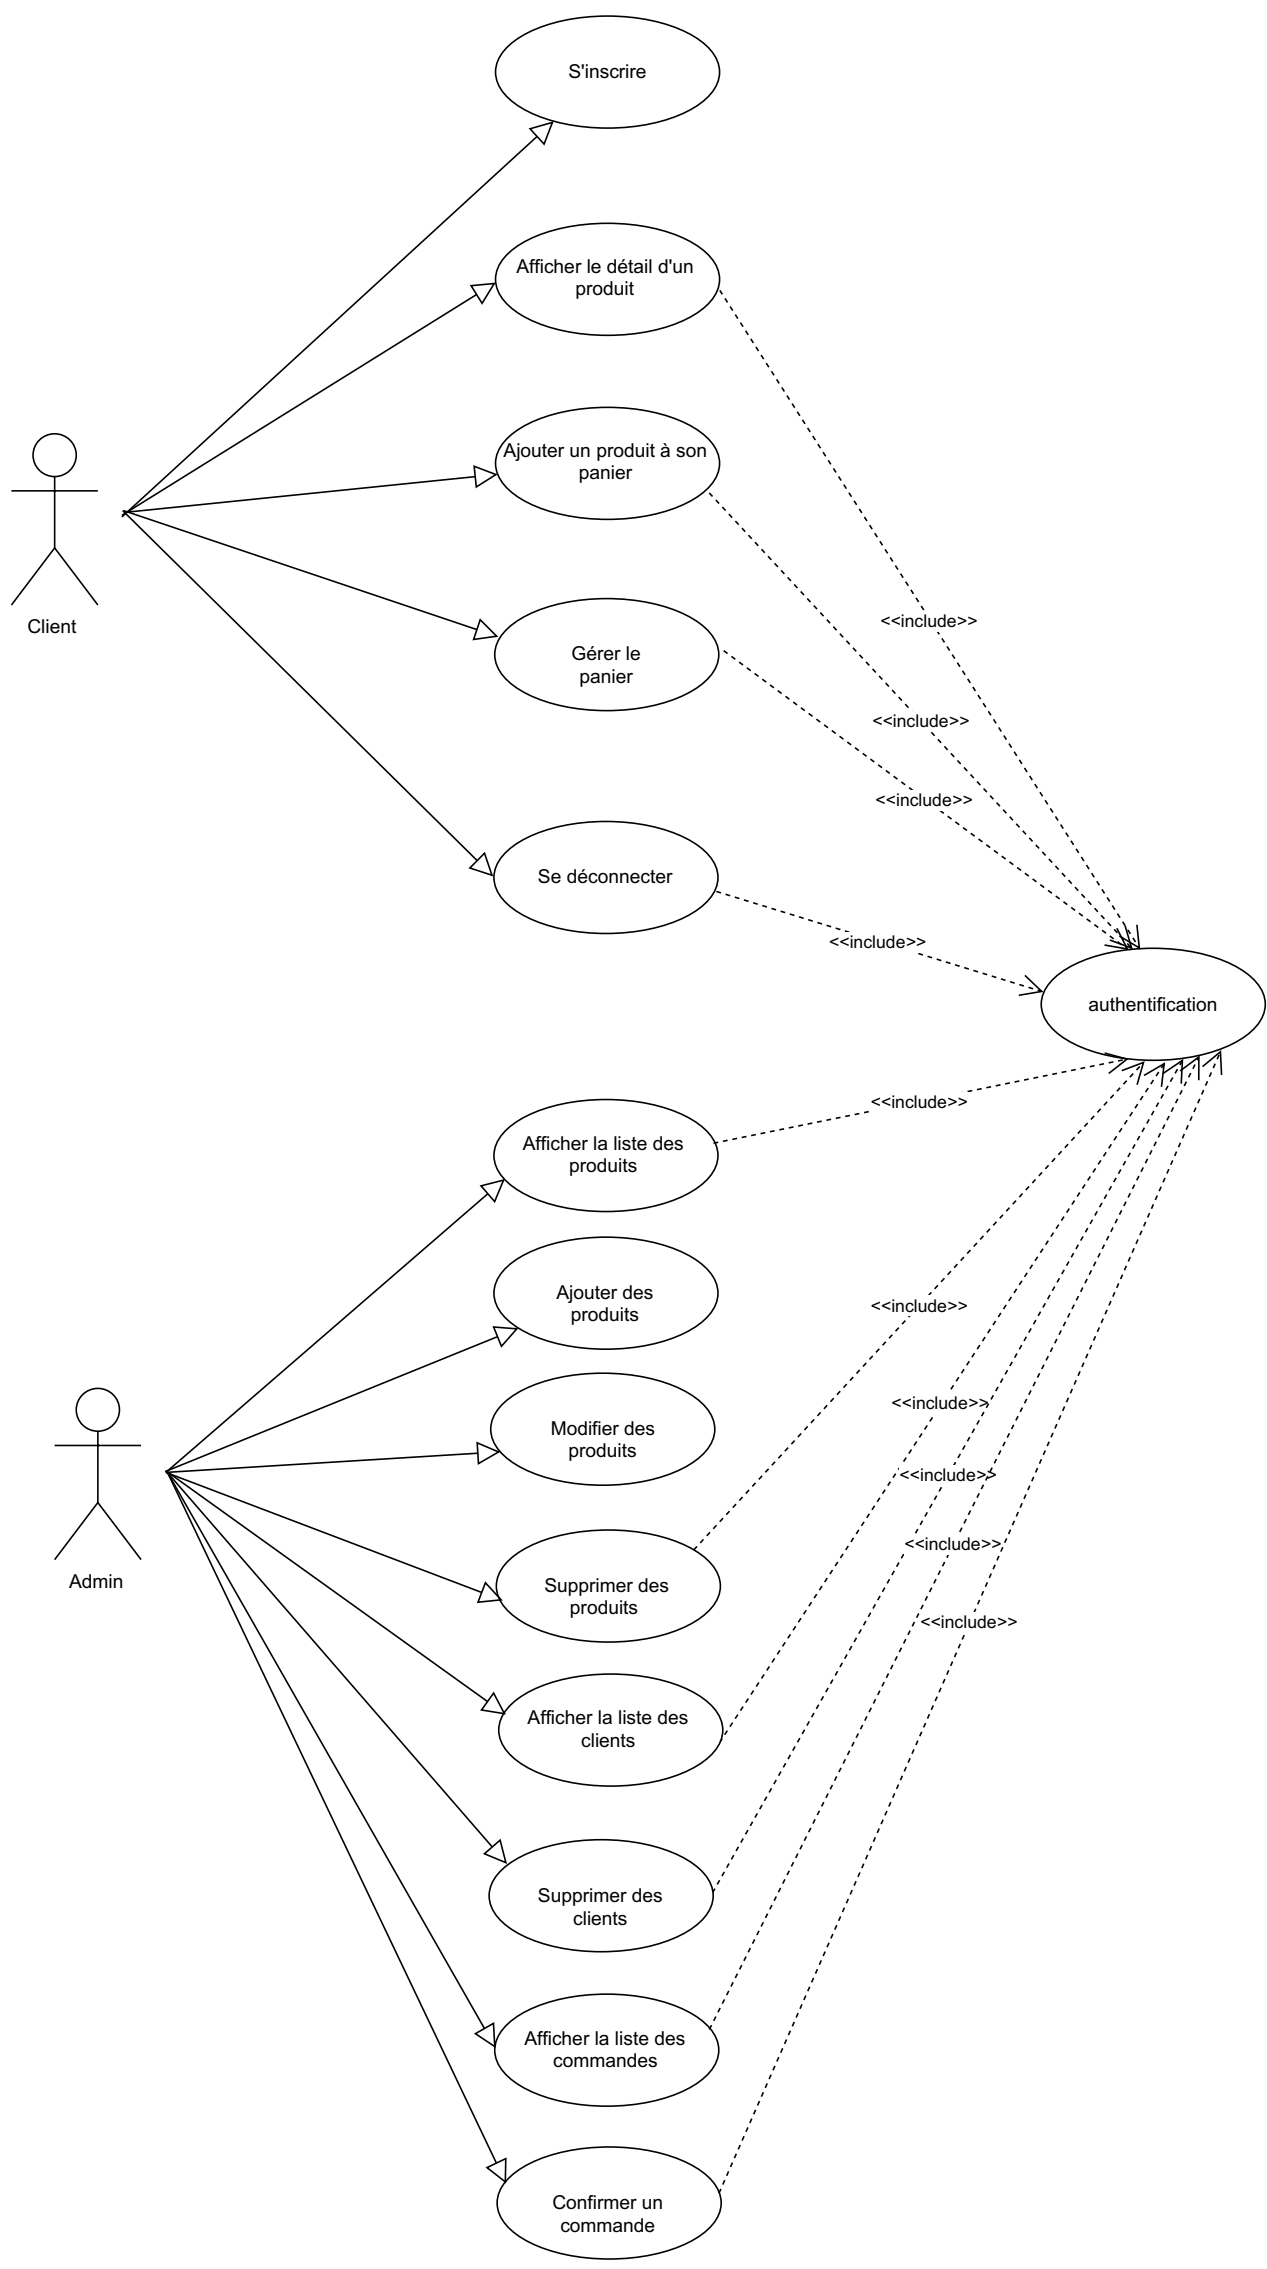 S'inscrire
Afficher le détail d'un
produit
Ajouter un produit à son
panier
Client
<<include>>
Gérer le
panier
<<include>>
<<include>>
Se déconnecter
<<include>>
authentification
<<include>>
Afficher la liste des
produits
Ajouter des
produits
<<include>>
Modifier des
produits
<<include>>
<<include>>
<<include>>
Admin
Supprimer des
produits
<<include>>
Afficher la liste des
clients
Supprimer des
clients
Afficher la liste des
commandes
Confirmer un
commande